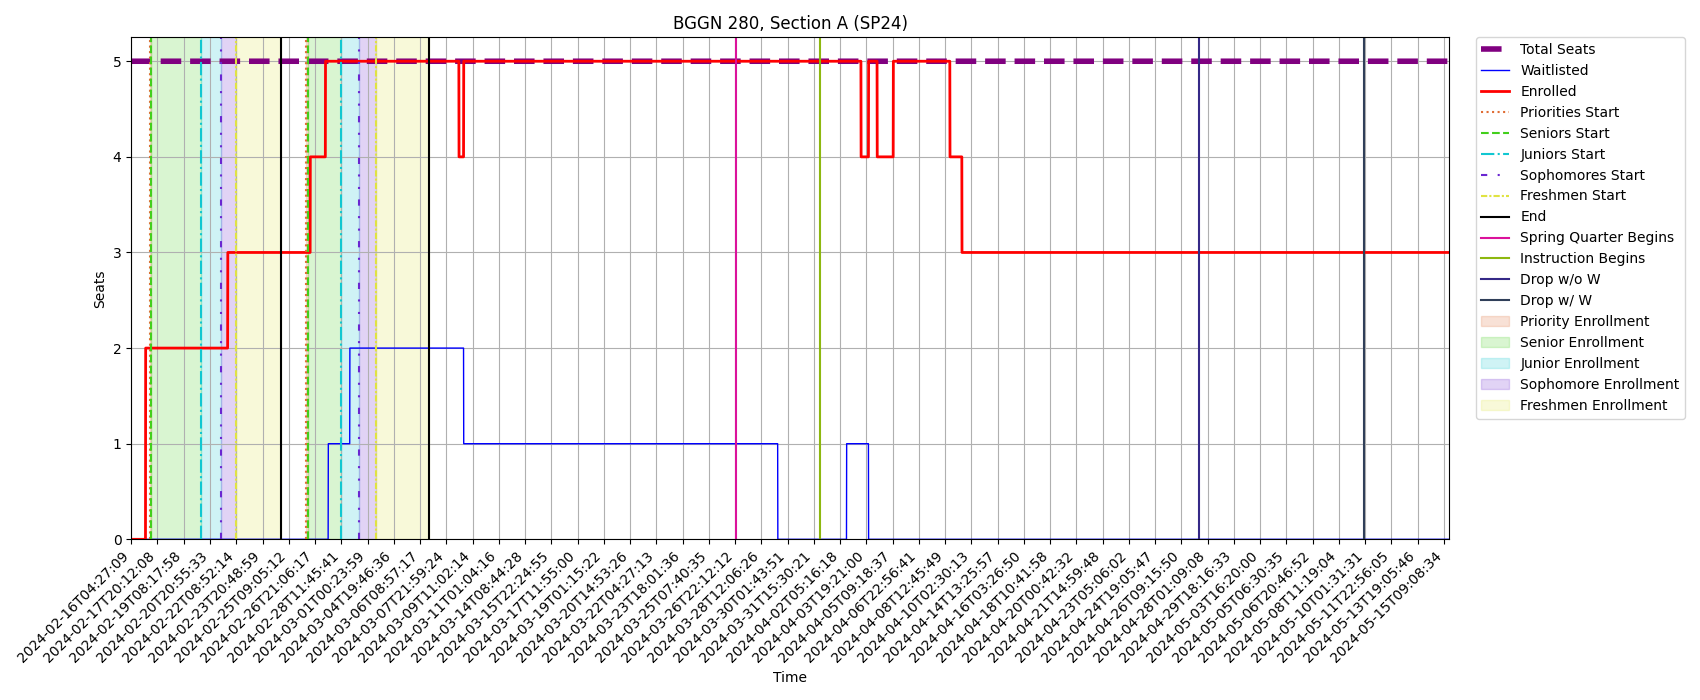 BGGN 280, Section A (SP24)
Seats
5
4
3
2
1
0
2024-02-16T04:27:09
2024-02-17T20:12:08
2024-02-19T08:17:58
2024-02-20T20:55:33
2024-02-22T08:52:14
2024-02-23T20:48:59
2024-02-25T09:05:12
2024-02-26T21:06:17
2024-02-28T11:45:41
2024-03-01T00:23:59
2024-03-04T19:46:36
2024-03-06T08:57:17
2024-03-07T21:59:24
2024-03-09T11:02:14
2024-03-11T01:04:16
2024-03-14T08:44:28
2024-03-15T22:24:55
2024-03-17T11:55:00
2024-03-19T01:15:22
2024-03-20T14:53:26
2024-03-22T04:27:13
2024-03-23T18:01:36
2024-03-25T07:40:35
2024-03-26T22:12:12
2024-03-28T12:06:26
2024-03-30T01:43:51
2024-03-31T15:30:21
2024-04-02T05:16:18
2024-04-03T19:21:00
2024-04-05T09:18:37
2024-04-06T22:56:41
2024-04-08T12:45:49
2024-04-10T02:30:13
2024-04-14T13:25:57
2024-04-16T03:26:50
2024-04-18T10:41:58
2024-04-20T00:42:32
2024-04-21T14:59:48
2024-04-23T05:06:02
2024-04-24T19:05:47
2024-04-26T09:15:50
2024-04-28T01:09:08
2024-04-29T18:16:33
2024-05-03T16:20:00
2024-05-05T06:30:35
2024-05-06T20:46:52
2024-05-08T11:19:04
2024-05-10T01:31:31
2024-05-11T22:56:05
2024-05-13T19:05:46
2024-05-15T09:08:34
Time
Total Seats
Waitlisted
Enrolled
Priorities Start
Seniors Start
Juniors Start
Sophomores Start
Freshmen Start
End
Spring Quarter Begins
Instruction Begins
Drop w/o W
Drop w/ W
Priority Enrollment
Senior Enrollment
Junior Enrollment
Sophomore Enrollment
Freshmen Enrollment